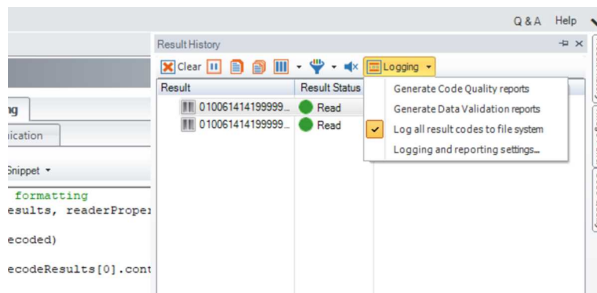 Q & A Help
Result History
Clear Logging
Result Result Status
010061414199999... Read
010061414199999... Read
Generate Code Quality reports
Generate Data Validation reports
Log all result codes to file system
Logging and reporting settings...
ng
ication
Snippet
formatting
esults, readerProper
ecoded)
ecodeResults[0].cont